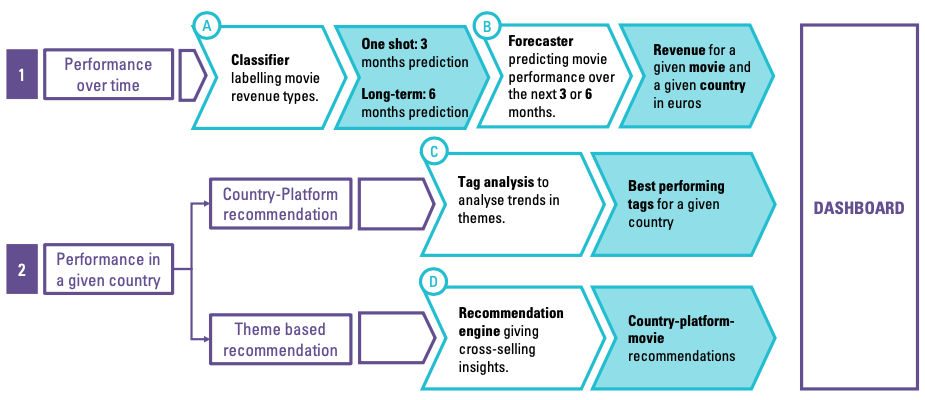 A
B
1
Performance
over time
Classifier
labelling movie
revenue types.
One shot: 3
months prediction
Long-term: 6
months prediction
Forecaster
predicting movie
performance over
the next 3 or 6
months.
Revenue for a
given movie and
a given country
in euros
DASHBOARD
2
Performance in
a given country
Country-Platform
recommendation
C
Tag analysis to
analyse trends in
themes.
Best performing
tags for a given
country
Theme based
recommendation
D
Recommendation
engine giving
cross-selling
insights.
Country-platform-
movie
recommendations